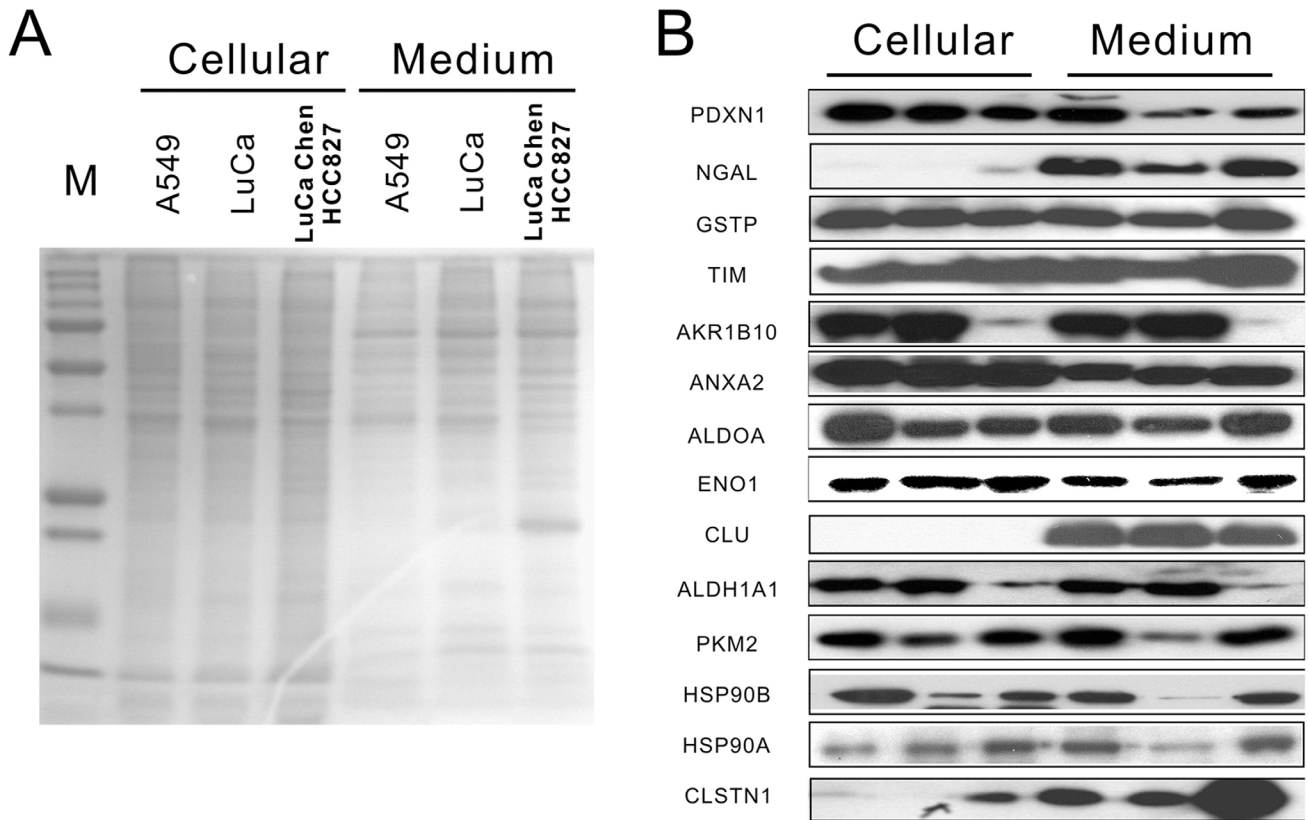 A
Cellular Medium
M
A549
LuCa
LuCa Chen
HCC827
A549
LuCa
LuCa Chen
HCC827
B
Cellular Medium
PDXN1
NGAL
GSTP
TIM
AKR1B10
ANXA2
ALDOA
ENO1
CLU
ALDH1A1
PKM2
HSP90B
HSP90A
CLSTN1